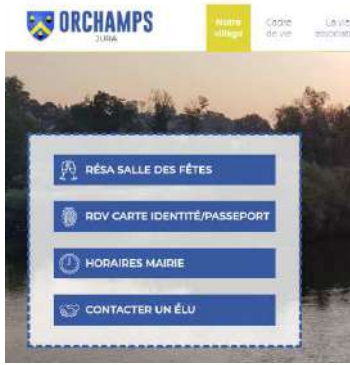 ORCHAMPS
JURA
Notre village
Cadre de vie
La vie
RÉSA SALLE DES FÊTES
RDV CARTE IDENTITÉ/PASSEPORT
HORAIRES MAIRIE
CONTACTER UN ÉLU